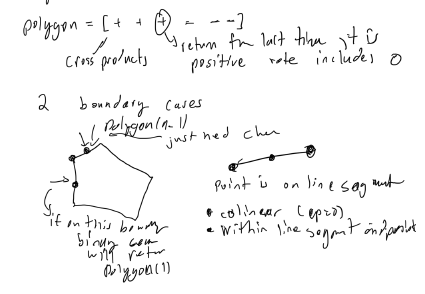 polygon = [+ + + - - -]
cross products
return the last time it is
positive note includes 0
2 boundary cases
polygon(n-1)
just need check
point is on line segment
• colinear (cp=0)
• within line segment endpoints
if on this boundary
binary search
will return
polygon(1)